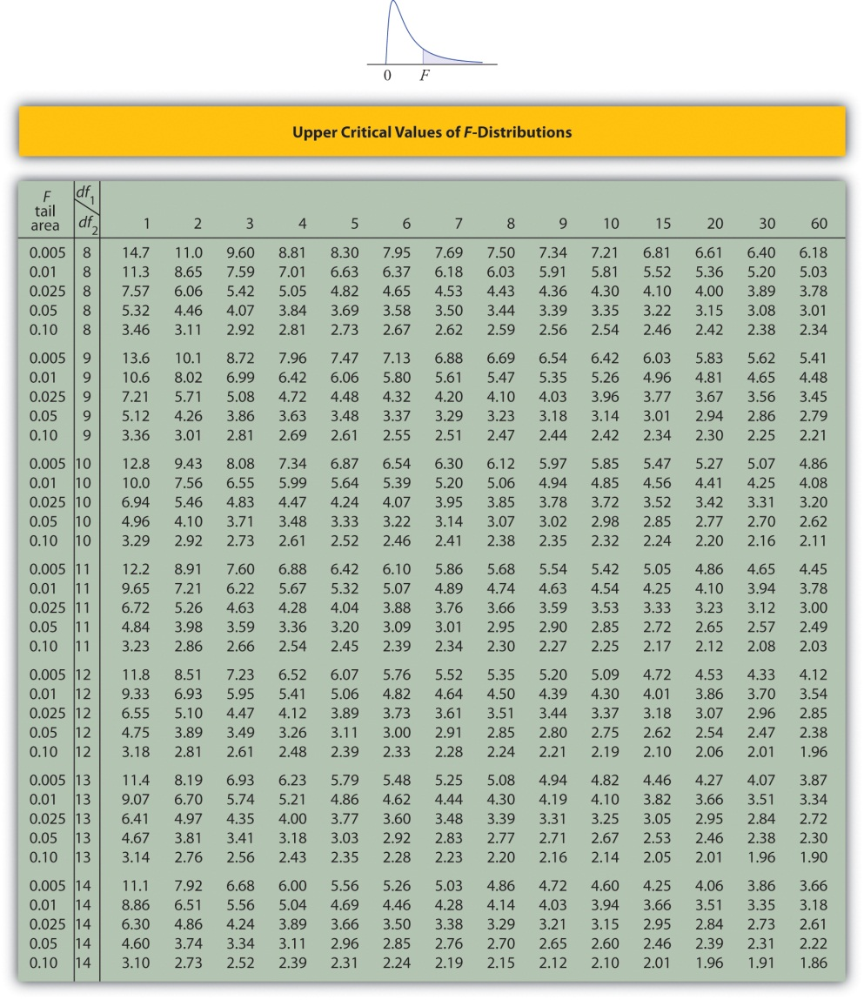 0 F
Upper Critical Values of F-Distributions
F df1
tail
area df2 1 2 3 4 5 6 7 8 9 10 15 20 30 60
0.005 8 14.7 11.0 9.60 8.81 8.30 7.95 7.69 7.50 7.34 7.21 6.81 6.61 6.40 6.18
0.01 8 11.3 8.65 7.59 7.01 6.63 6.37 6.18 6.03 5.91 5.81 5.52 5.36 5.20 5.03
0.025 8 7.57 6.06 5.42 5.05 4.82 4.65 4.53 4.43 4.36 4.30 4.10 4.00 3.89 3.78
0.05 8 5.32 4.46 4.07 3.84 3.69 3.58 3.50 3.44 3.39 3.35 3.22 3.15 3.08 3.01
0.10 8 3.46 3.11 2.92 2.81 2.73 2.67 2.62 2.59 2.56 2.54 2.46 2.42 2.38 2.34
0.005 9 13.6 10.1 8.72 7.96 7.47 7.13 6.88 6.69 6.54 6.42 6.03 5.83 5.62 5.41
0.01 9 10.6 8.02 6.99 6.42 6.06 5.80 5.61 5.47 5.35 5.26 4.96 4.81 4.65 4.48
0.025 9 7.21 5.71 5.08 4.72 4.48 4.32 4.20 4.10 4.03 3.96 3.77 3.67 3.56 3.45
0.05 9 5.12 4.26 3.86 3.63 3.48 3.37 3.29 3.23 3.18 3.14 3.01 2.94 2.86 2.79
0.10 9 3.36 3.01 2.81 2.69 2.61 2.55 2.51 2.47 2.44 2.42 2.34 2.30 2.25 2.21
0.005 10 12.8 9.43 8.08 7.34 6.87 6.54 6.30 6.12 5.97 5.85 5.47 5.27 5.07 4.86
0.01 10 10.0 7.56 6.55 5.99 5.64 5.39 5.20 5.06 4.94 4.85 4.56 4.41 4.25 4.08
0.025 10 6.94 5.46 4.83 4.47 4.24 4.07 3.95 3.85 3.78 3.72 3.52 3.42 3.31 3.20
0.05 10 4.96 4.10 3.71 3.48 3.33 3.22 3.14 3.07 3.02 2.98 2.85 2.77 2.70 2.62
0.10 10 3.29 2.92 2.73 2.61 2.52 2.46 2.41 2.38 2.35 2.32 2.24 2.20 2.16 2.11
0.005 11 12.2 8.91 7.60 6.88 6.42 6.10 5.86 5.68 5.54 5.42 5.05 4.86 4.65 4.45
0.01 11 9.65 7.21 6.22 5.67 5.32 5.07 4.89 4.74 4.63 4.54 4.25 4.10 3.94 3.78
0.025 11 6.72 5.26 4.63 4.28 4.04 3.88 3.76 3.66 3.59 3.53 3.33 3.23 3.12 3.00
0.05 11 4.84 3.98 3.59 3.36 3.20 3.09 3.01 2.95 2.90 2.85 2.72 2.65 2.57 2.49
0.10 11 3.23 2.86 2.66 2.54 2.45 2.39 2.34 2.30 2.27 2.25 2.17 2.12 2.08 2.03
0.005 12 11.8 8.51 7.23 6.52 6.07 5.76 5.52 5.35 5.20 5.09 4.72 4.53 4.33 4.12
0.01 12 9.33 6.93 5.95 5.41 5.06 4.82 4.64 4.50 4.39 4.30 4.01 3.86 3.70 3.54
0.025 12 6.55 5.10 4.47 4.12 3.89 3.73 3.61 3.51 3.44 3.37 3.18 3.07 2.96 2.85
0.05 12 4.75 3.89 3.49 3.26 3.11 3.00 2.91 2.85 2.80 2.75 2.62 2.54 2.47 2.38
0.10 12 3.18 2.81 2.61 2.48 2.39 2.33 2.28 2.24 2.21 2.19 2.10 2.06 2.01 1.96
0.005 13 11.4 8.19 6.93 6.23 5.79 5.48 5.25 5.08 4.94 4.82 4.46 4.27 4.07 3.87
0.01 13 9.07 6.70 5.74 5.21 4.86 4.62 4.44 4.30 4.19 4.10 3.82 3.66 3.51 3.34
0.025 13 6.41 4.97 4.35 4.00 3.77 3.60 3.48 3.39 3.31 3.25 3.05 2.95 2.84 2.72
0.05 13 4.67 3.81 3.41 3.18 3.03 2.92 2.83 2.77 2.71 2.67 2.53 2.46 2.38 2.30
0.10 13 3.14 2.76 2.56 2.43 2.35 2.28 2.23 2.20 2.16 2.14 2.05 2.01 1.96 1.90
0.005 14 11.1 7.92 6.68 6.00 5.56 5.26 5.03 4.86 4.72 4.60 4.25 4.06 3.86 3.66
0.01 14 8.86 6.51 5.56 5.04 4.69 4.46 4.28 4.14 4.03 3.94 3.66 3.51 3.35 3.18
0.025 14 6.30 4.86 4.24 3.89 3.66 3.50 3.38 3.29 3.21 3.15 2.95 2.84 2.73 2.61
0.05 14 4.60 3.74 3.34 3.11 2.96 2.85 2.76 2.70 2.65 2.60 2.46 2.39 2.31 2.22
0.10 14 3.10 2.73 2.52 2.39 2.31 2.24 2.19 2.15 2.12 2.10 2.01 1.96 1.91 1.86